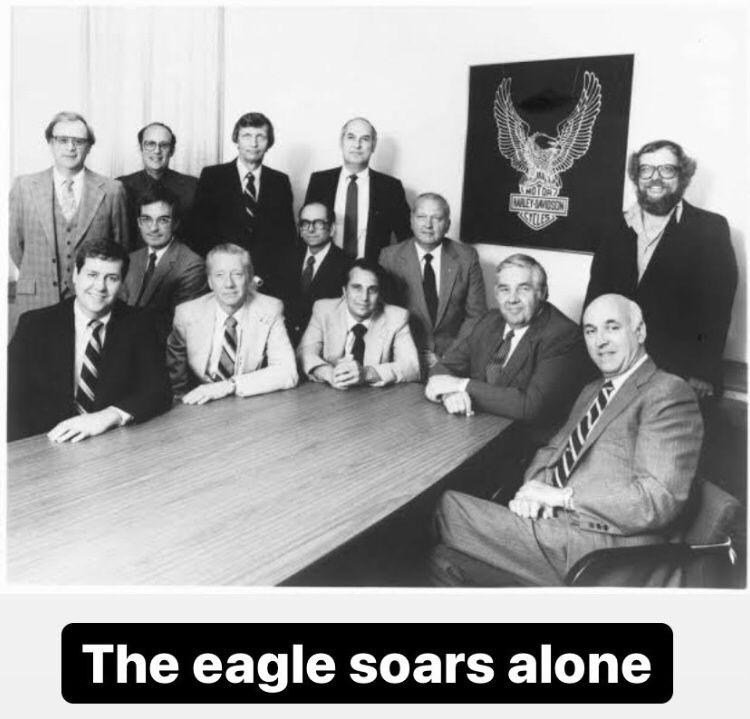 MOTOR
HARLEY-DAVIDSON
CYCLES
The eagle soars alone